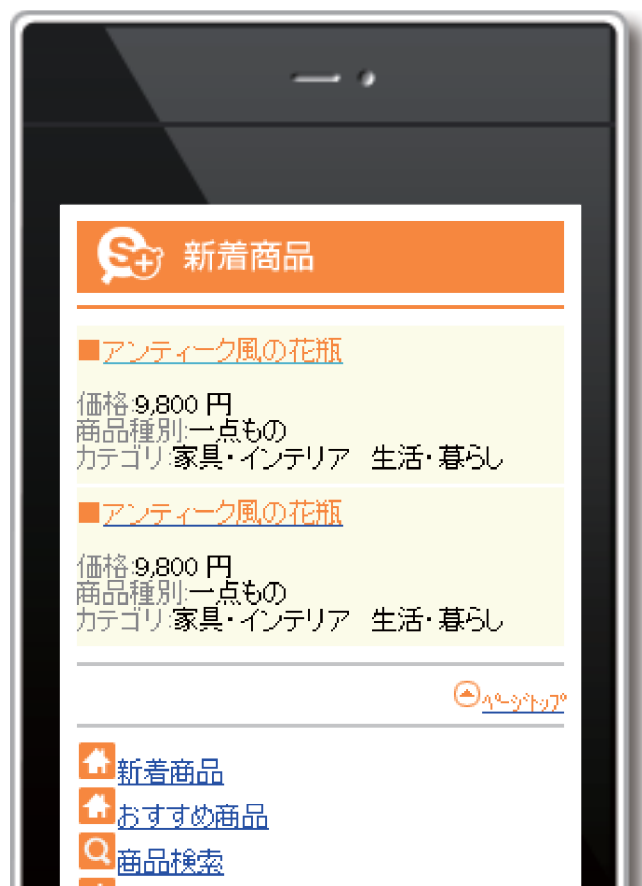 S+ 新着商品
■アンティーク風の花瓶
価格:9,800 円
商品種別:一点もの
カテゴリ:家具・インテリア　生活・暮らし
■アンティーク風の花瓶
価格:9,800 円
商品種別:一点もの
カテゴリ:家具・インテリア　生活・暮らし
ページトップ
新着商品
おすすめ商品
商品検索